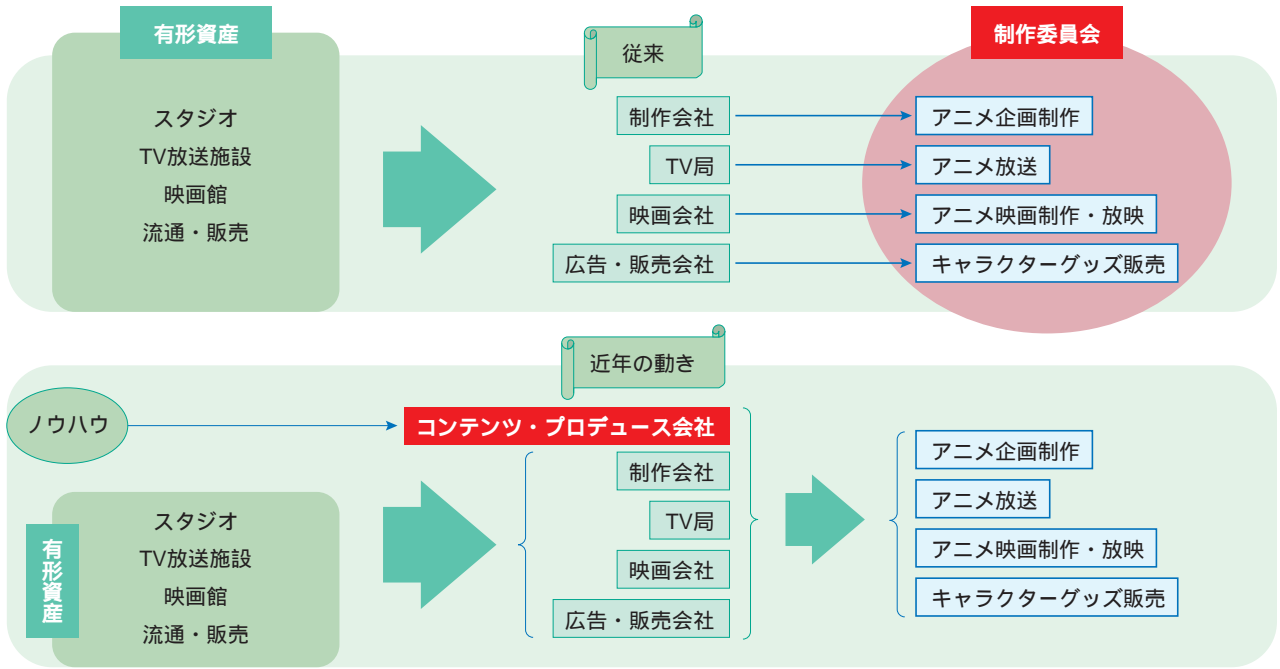 有形資産
従来
制作委員会
スタジオ
TV放送施設
映画館
流通・販売
制作会社
TV局
映画会社
広告・販売会社
アニメ企画制作
アニメ放送
アニメ映画制作・放映
キャラクターグッズ販売
近年の動き
ノウハウ
コンテンツ・プロデュース会社
有形資産
スタジオ
TV放送施設
映画館
流通・販売
制作会社
TV局
映画会社
広告・販売会社
アニメ企画制作
アニメ放送
アニメ映画制作・放映
キャラクターグッズ販売